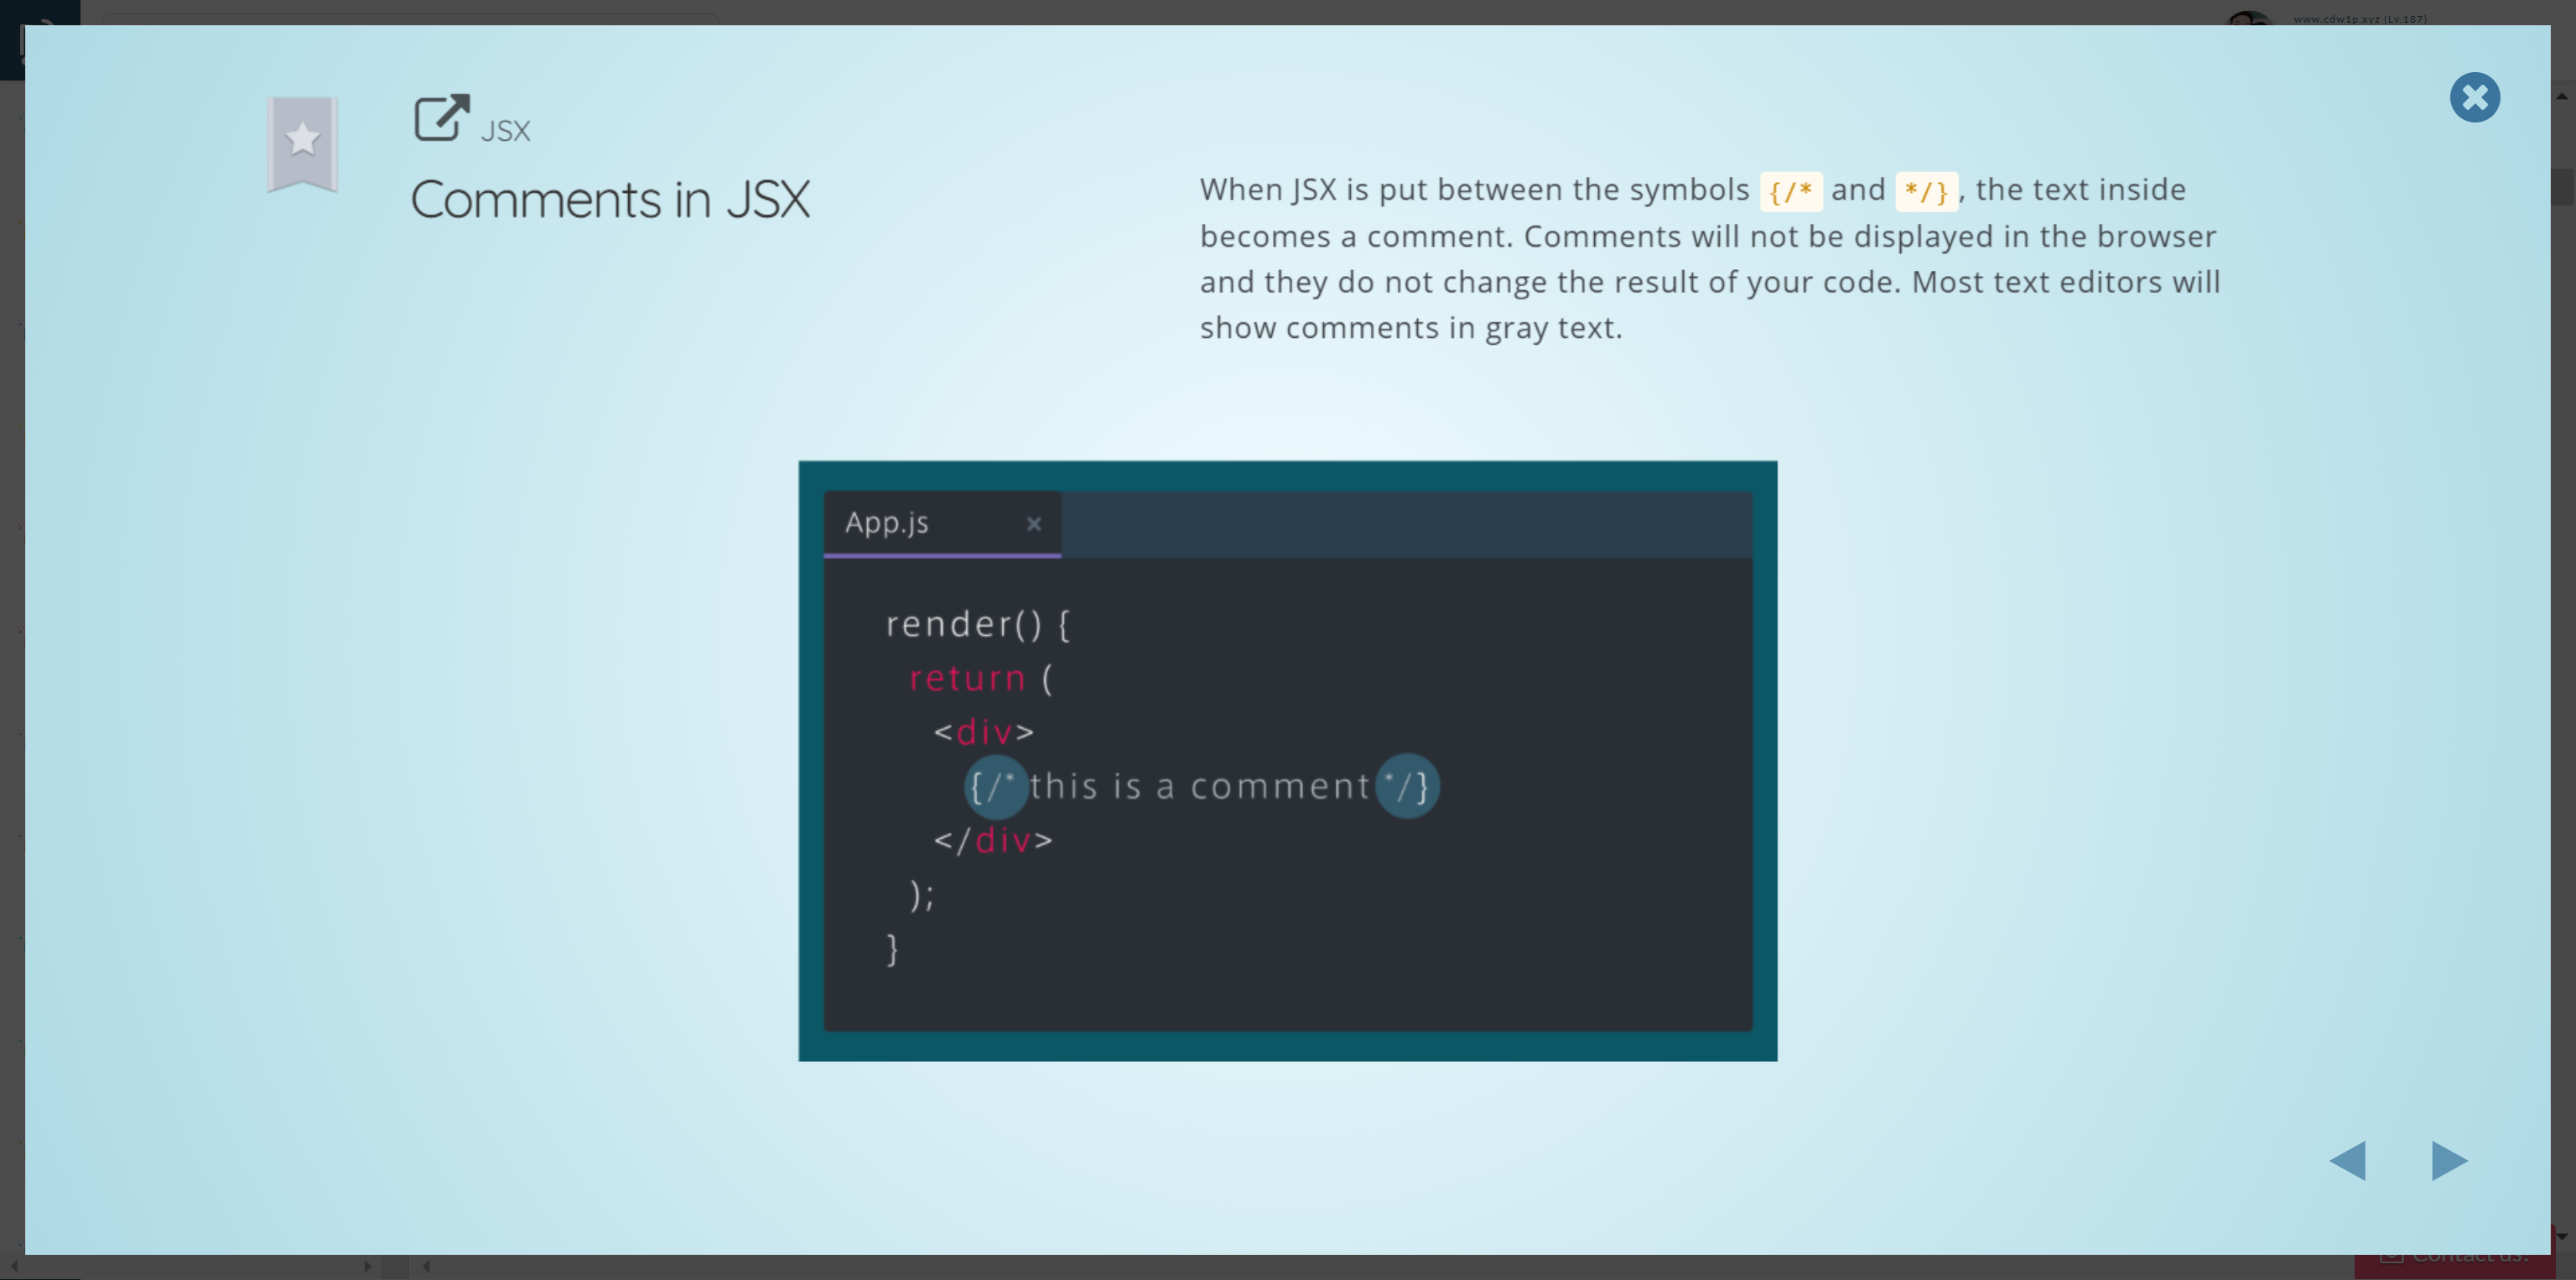 www.cdw1p.xyz (Lv.187)
JSX
Comments in JSX
When JSX is put between the symbols {/* and */}, the text inside
becomes a comment. Comments will not be displayed in the browser
and they do not change the result of your code. Most text editors will
show comments in gray text.
App.js
render() {
return (
<div>
{/* this is a comment */}
</div>
);
}
Contact us!